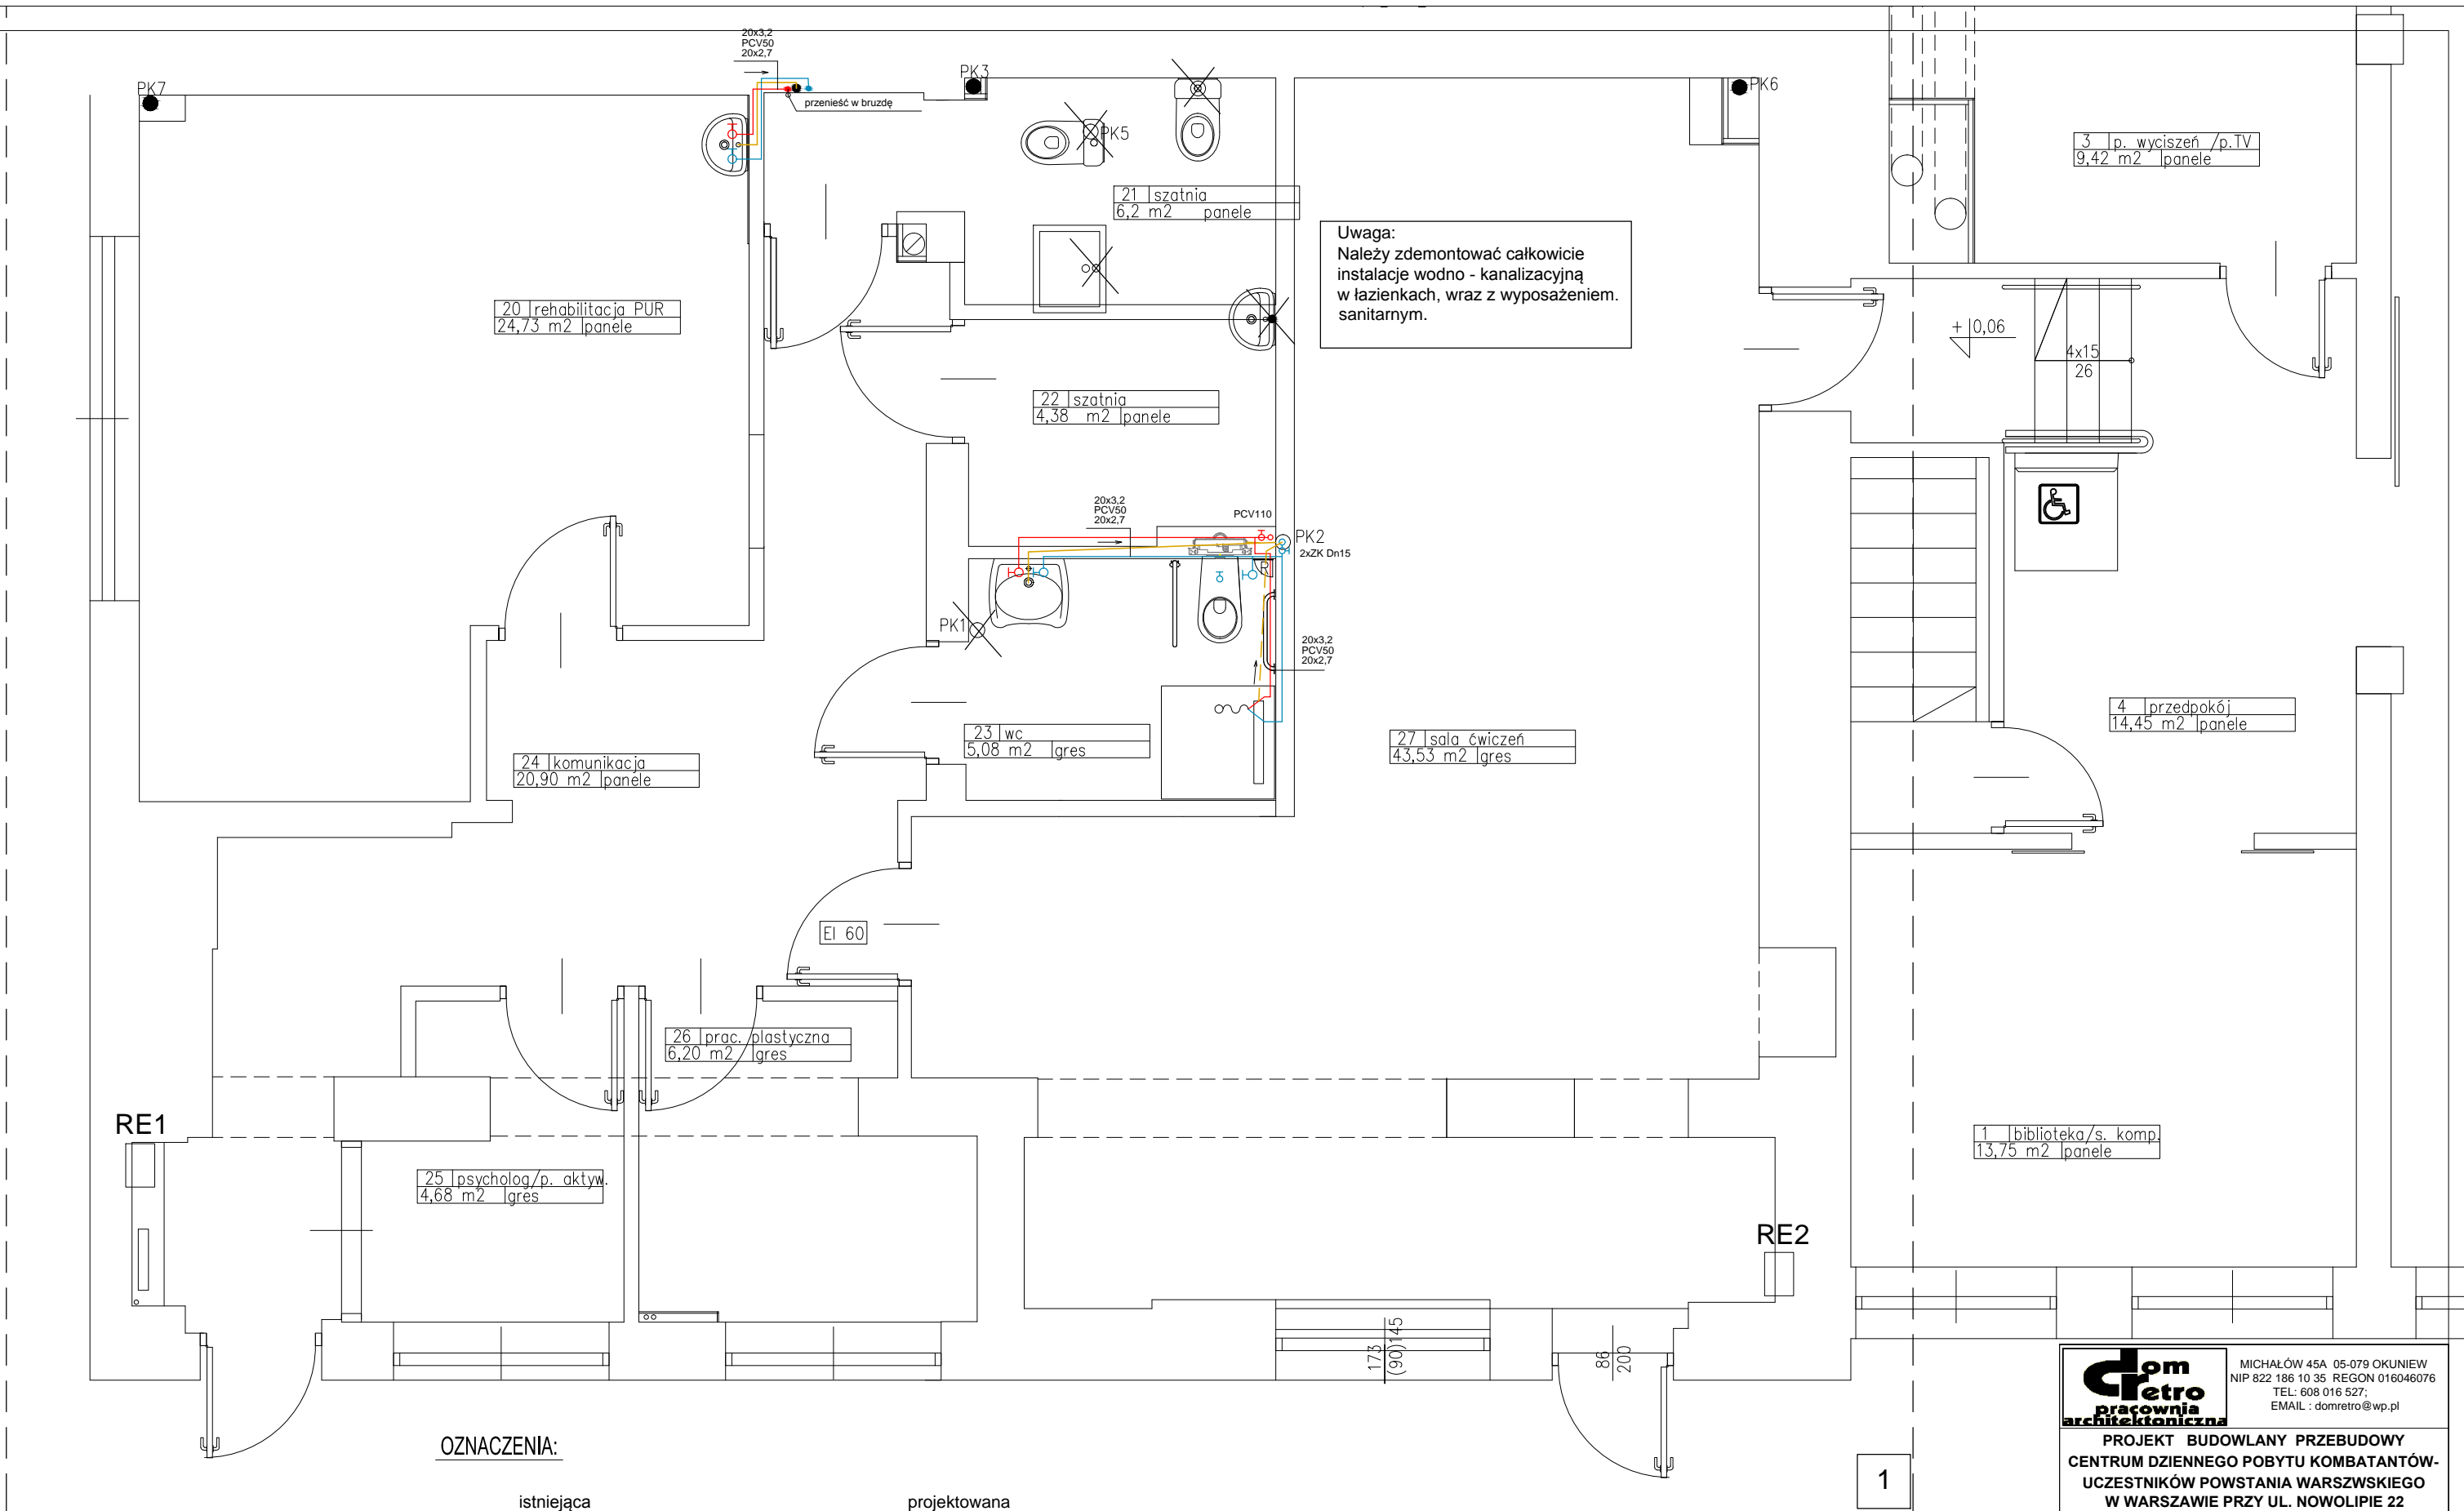 20x3,2
PCV50
20x2,7
PK7
PK3
PK6
przenieść w bruzdę
PK5
3 p. wyciszeń /p.TV
9,42 m2 panele
21 szatnia
6,2 m2 panele
Uwaga:
Należy zdemontować całkowicie
instalacje wodno - kanalizacyjną
w łazienkach, wraz z wyposażeniem.
sanitarnym.
20 rehabilitacja PUR
24,73 m2 panele
+ 0,06
4x15
26
22 szatnia
4,38 m2 panele
20x3,2
PCV50
20x2,7
PCV110
PK2
2xZK Dn15
R
PK1
20x3,2
PCV50
20x2,7
4 przedpokój
14,45 m2 panele
23 wc
5,08 m2 gres
27 sala ćwiczeń
43,53 m2 gres
24 komunikacja
20,90 m2 panele
EI 60
26 prac. plastyczna
6,20 m2 gres
RE1
1 biblioteka/s. komp.
13,75 m2 panele
25 psycholog/p. aktyw.
4,68 m2 gres
RE2
173
(90)145
86
200
dom
retro
pracownia
architektoniczna
MICHAŁÓW 45A 05-079 OKUNIEW
NIP 822 186 10 35 REGON 016046076
TEL: 608 016 527;
EMAIL : domretro@wp.pl
OZNACZENIA:
PROJEKT BUDOWLANY PRZEBUDOWY
CENTRUM DZIENNEGO POBYTU KOMBATANTÓW-
UCZESTNIKÓW POWSTANIA WARSZWSKIEGO
W WARSZAWIE PRZY UL. NOWOLIPIE 22
1
istniejąca
projektowana